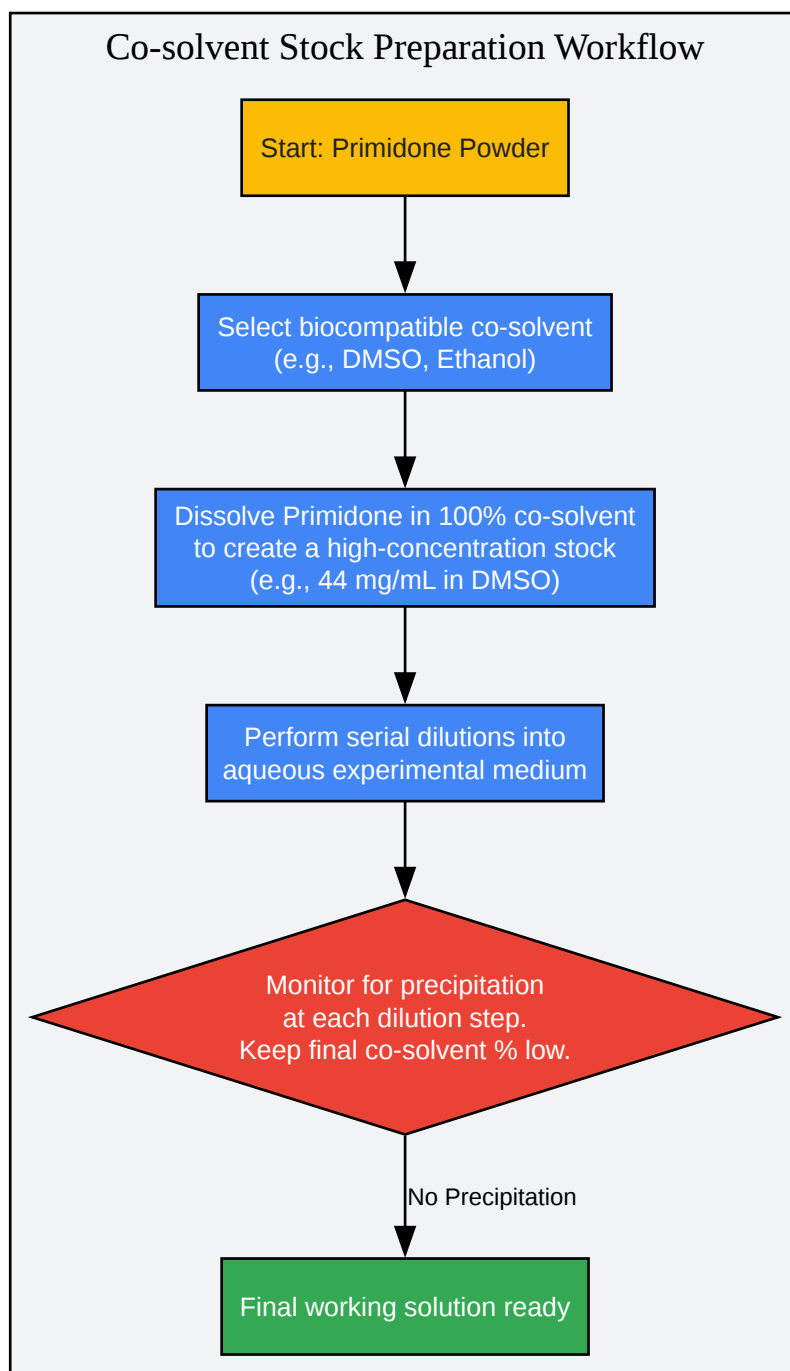 Co-solvent Stock Preparation Workflow
Start: Primidone Powder
Select biocompatible co-solvent
(e.g., DMSO, Ethanol)
Dissolve Primidone in 100% co-solvent
to create a high-concentration stock
(e.g., 44 mg/mL in DMSO)
Perform serial dilutions into
aqueous experimental medium
Monitor for precipitation
at each dilution step.
Keep final co-solvent % low.
No Precipitation
Final working solution ready